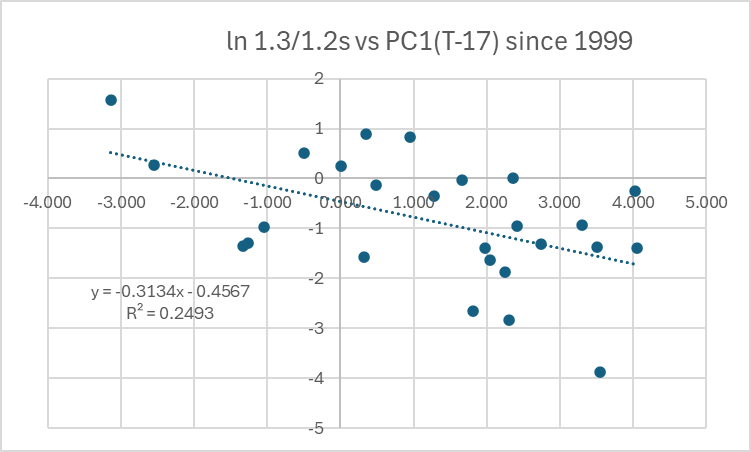 ln 1.3/1.2s vs PC1(T-17) since 1999
2
1
0
-4.000 -3.000 -2.000 -1.000 0.000 1.000 2.000 3.000 4.000 5.000
-1
-2
y = -0.3134x - 0.4567
R² = 0.2493
-3
-4
-5